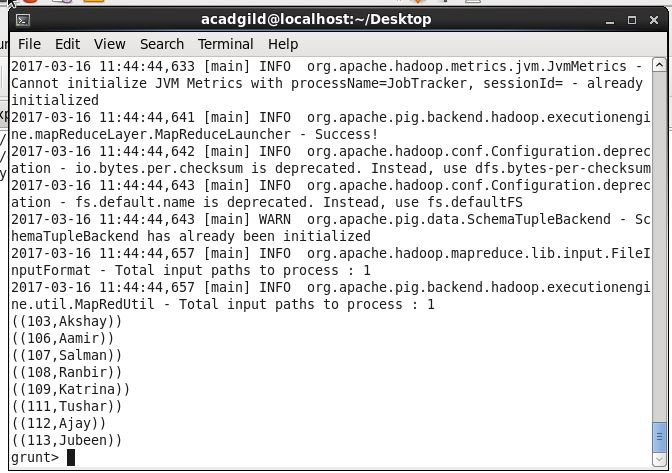 acadgild@localhost:~/Desktop
File Edit View Search Terminal Help
2017-03-16 11:44:44,633 [main] INFO  org.apache.hadoop.metrics.jvm.JvmMetrics -
Cannot initialize JVM Metrics with processName=JobTracker, sessionId= - already
initialized
2017-03-16 11:44:44,641 [main] INFO  org.apache.pig.backend.hadoop.executionengi
ne.mapReduceLayer.MapReduceLauncher - Success!
2017-03-16 11:44:44,642 [main] INFO  org.apache.hadoop.conf.Configuration.deprec
ation - io.bytes.per.checksum is deprecated. Instead, use dfs.bytes-per-checksum
2017-03-16 11:44:44,643 [main] INFO  org.apache.hadoop.conf.Configuration.deprec
ation - fs.default.name is deprecated. Instead, use fs.defaultFS
2017-03-16 11:44:44,643 [main] WARN  org.apache.pig.data.SchemaTupleBackend - Sc
hemaTupleBackend has already been initialized
2017-03-16 11:44:44,657 [main] INFO  org.apache.hadoop.mapreduce.lib.input.FileI
nputFormat - Total input paths to process : 1
2017-03-16 11:44:44,657 [main] INFO  org.apache.pig.backend.hadoop.executionengi
ne.util.MapRedUtil - Total input paths to process : 1
((103,Akshay))
((106,Aamir))
((107,Salman))
((108,Ranbir))
((109,Katrina))
((111,Tushar))
((112,Ajay))
((113,Jubeen))
grunt>